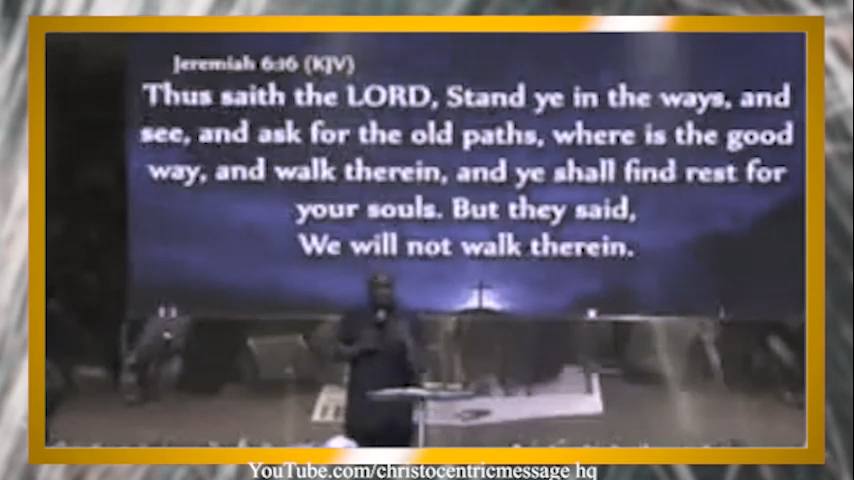 Jeremiah 6:16 (KJV)
Thus saith the LORD, Stand ye in the ways, and
see, and ask for the old paths, where is the good
way, and walk therein, and ye shall find rest for
your souls. But they said,
We will not walk therein.
YouTube.com/christocentricmessage hq